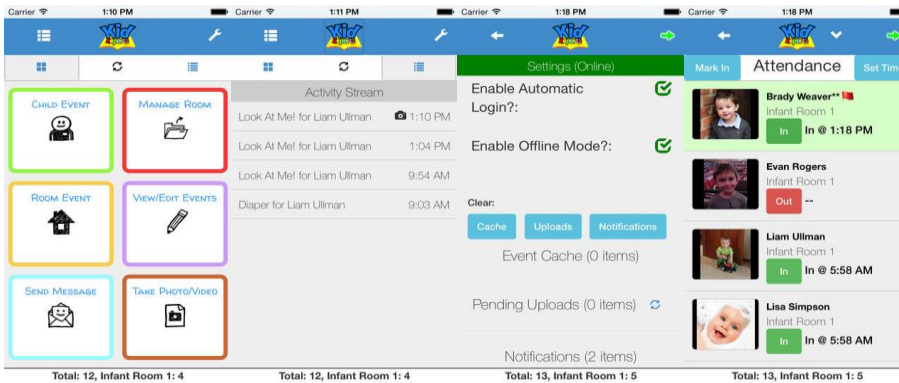 Carrier 1:10 PM
Kid
CHILD EVENT
MANAGE ROOM
ROOM EVENT
VIEW/EDIT EVENTS
SEND MESSAGE
TAKE PHOTO/VIDEO
Total: 12, Infant Room 1: 4
Carrier 1:11 PM
Kid
Activity Stream
Look At Me! for Liam Ullman 1:10 PM
Look At Me! for Liam Ullman 1:04 PM
Look At Me! for Liam Ullman 9:54 AM
Diaper for Liam Ullman 9:03 AM
Total: 12, Infant Room 1: 4
Carrier 1:18 PM
Kid
Settings (Online)
Enable Automatic
Login?:
Enable Offline Mode?:
Clear:
Cache Uploads Notifications
Event Cache (0 items)
Pending Uploads (0 items)
Notifications (2 items)
Total: 13, Infant Room 1: 5
Carrier 1:18 PM
Kid
Mark In Attendance Set Tim
Brady Weaver**
Infant Room 1
In In @ 1:18 PM
Evan Rogers
Infant Room 1
Out --
Liam Ullman
Infant Room 1
In In @ 5:58 AM
Lisa Simpson
Infant Room 1
In In @ 5:58 AM
Total: 13, Infant Room 1: 5